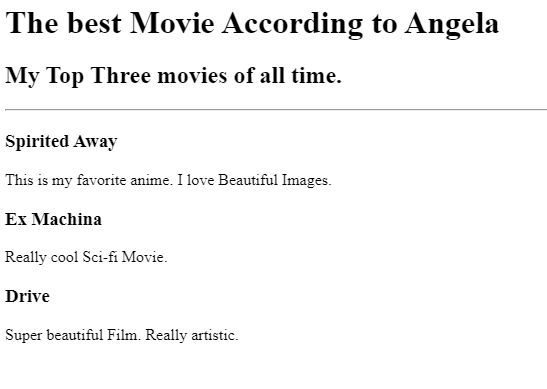 The best Movie According to Angela
My Top Three movies of all time.
Spirited Away
This is my favorite anime. I love Beautiful Images.
Ex Machina
Really cool Sci-fi Movie.
Drive
Super beautiful Film. Really artistic.